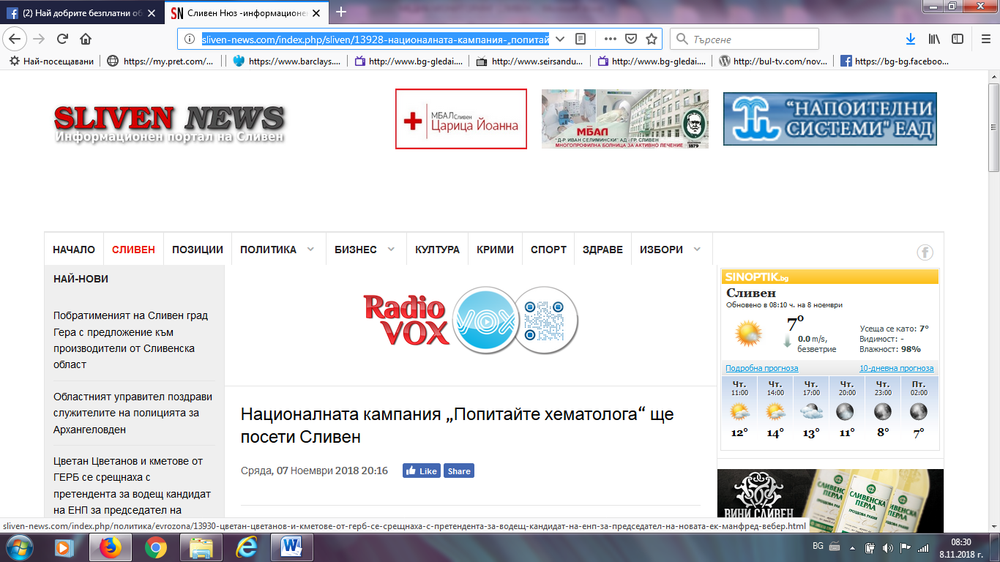 (2) Най добрите безплатни об
Сливен Нюз -информационен
sliven-news.com/index.php/sliven/13928-националната-кампания-„попитай
Търсене
Най-посещавани
https://my.pret.com/...
https://www.barclays....
http://www.bg-gledai....
http://www.seirsandu...
http://www.bg-gledai....
http://bul-tv.com/nov...
https://bg-bg.faceboo...
SLIVEN NEWS
Информационен портал на Сливен
МБАЛ Сливен
Царица Йоанна
МБАЛ
"Д-Р ИВАН СЕЛИМИНСКИ" АД -ГР. СЛИВЕН
МНОГОПРОФИЛНА БОЛНИЦА ЗА АКТИВНО ЛЕЧЕНИЕ
1879
"НАПОИТЕЛНИ
СИСТЕМИ" ЕАД
НАЧАЛО
СЛИВЕН
ПОЗИЦИИ
ПОЛИТИКА
БИЗНЕС
КУЛТУРА
КРИМИ
СПОРТ
ЗДРАВЕ
ИЗБОРИ
НАЙ-НОВИ
Побратименият на Сливен град
Гера с предложение към
производители от Сливенска
област
Областният управител поздрави
служителите на полицията за
Архангеловден
Цветан Цветанов и кметове от
ГЕРБ се срещнаха с
претендента за водещ кандидат
на ЕНП за председател на
Radio
VOX
VOX
Националната кампания „Попитайте хематолога“ ще
посети Сливен
Сряда, 07 Ноември 2018 20:16
Like
Share
SINOPTIK.bg
Сливен
Обновено в 08:10 ч. на 8 ноември
7°
0.0 m/s,
безветрие
Усеща се като: 7°
Видимост: -
Влажност: 98%
Подробна прогноза
10-дневна прогноза
Чт. Чт. Чт. Чт. Чт. Пт.
11:00 14:00 17:00 20:00 23:00 02:00
12° 14° 13° 11° 8° 7°
ВИНИ СЛИВЕН
СЛИВЕНСКА
ПЕРЛА
ГРОЗДОВА РАКИЯ
СЛИВЕНСКА
ПЕРЛА
sliven-news.com/index.php/политика/evrozona/13930-цветан-цветанов-и-кметове-от-герб-се-срещнаха-с-претендента-за-водещ-кандидат-на-енп-за-председател-на-новата-ек-манфред-вебер.html
BG
08:30
8.11.2018 г.